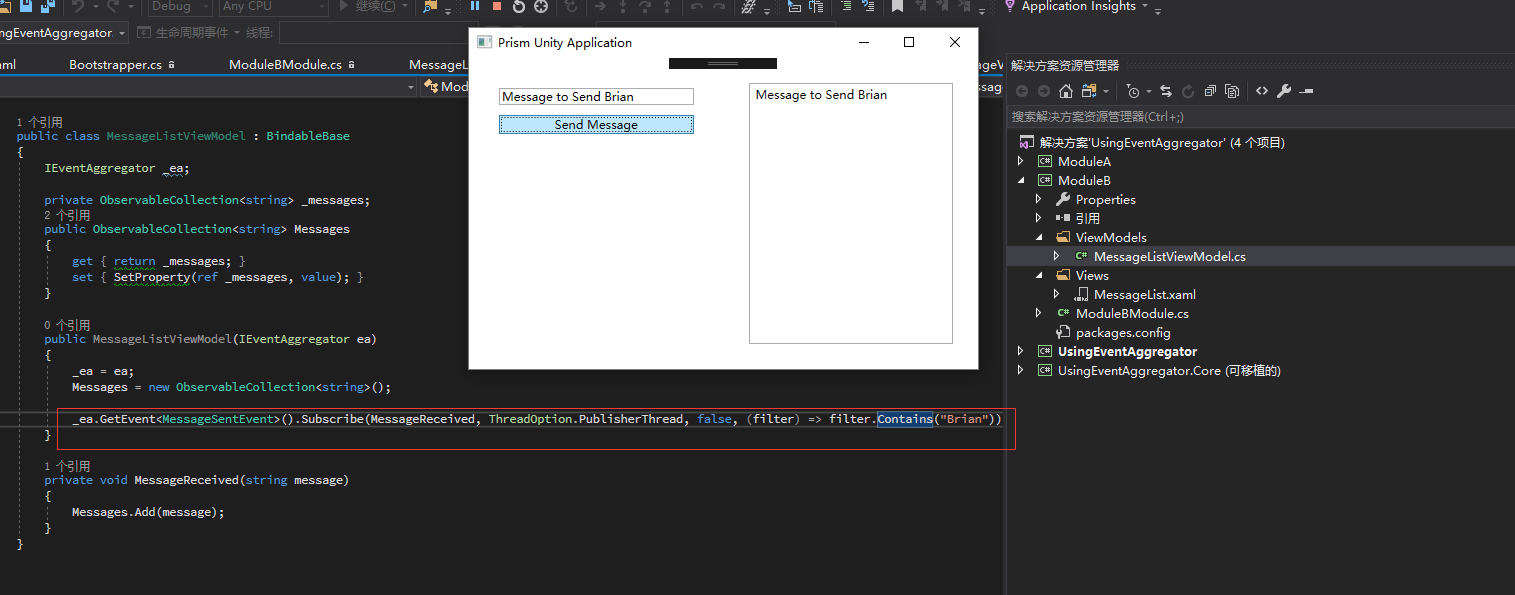 Debug
Any CPU
继续(C)
Application Insights
ngEventAggregator
生命周期事件
线程:
ml
Bootstrapper.cs
ModuleBModule.cs
MessageL
ageV
Mod
ssag
1 个引用
public class MessageListViewModel : BindableBase
{
IEventAggregator _ea;
private ObservableCollection<string> _messages;
2 个引用
public ObservableCollection<string> Messages
{
get { return _messages; }
set { SetProperty(ref _messages, value); }
}
0 个引用
public MessageListViewModel(IEventAggregator ea)
{
_ea = ea;
Messages = new ObservableCollection<string>();
_ea.GetEvent<MessageSentEvent>().Subscribe(MessageReceived, ThreadOption.PublisherThread, false, (filter) => filter.Contains("Brian"))
}
1 个引用
private void MessageReceived(string message)
{
Messages.Add(message);
}
}
Prism Unity Application
Message to Send Brian
Send Message
Message to Send Brian
解决方案资源管理器
搜索解决方案资源管理器(Ctrl+;)
解决方案'UsingEventAggregator' (4 个项目)
C# ModuleA
C# ModuleB
Properties
引用
ViewModels
C# MessageListViewModel.cs
Views
MessageList.xaml
C# ModuleBModule.cs
packages.config
C# UsingEventAggregator
C# UsingEventAggregator.Core (可移植的)